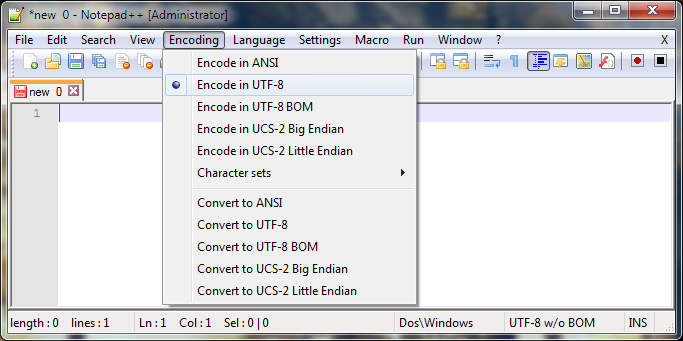 *new  0 - Notepad++ [Administrator]
File Edit Search View Encoding Language Settings Macro Run Window ? X
new  0
1
Encode in ANSI
Encode in UTF-8
Encode in UTF-8 BOM
Encode in UCS-2 Big Endian
Encode in UCS-2 Little Endian
Character sets
Convert to ANSI
Convert to UTF-8
Convert to UTF-8 BOM
Convert to UCS-2 Big Endian
Convert to UCS-2 Little Endian
length : 0 lines : 1 Ln : 1 Col : 1 Sel : 0 | 0 Dos\Windows UTF-8 w/o BOM INS